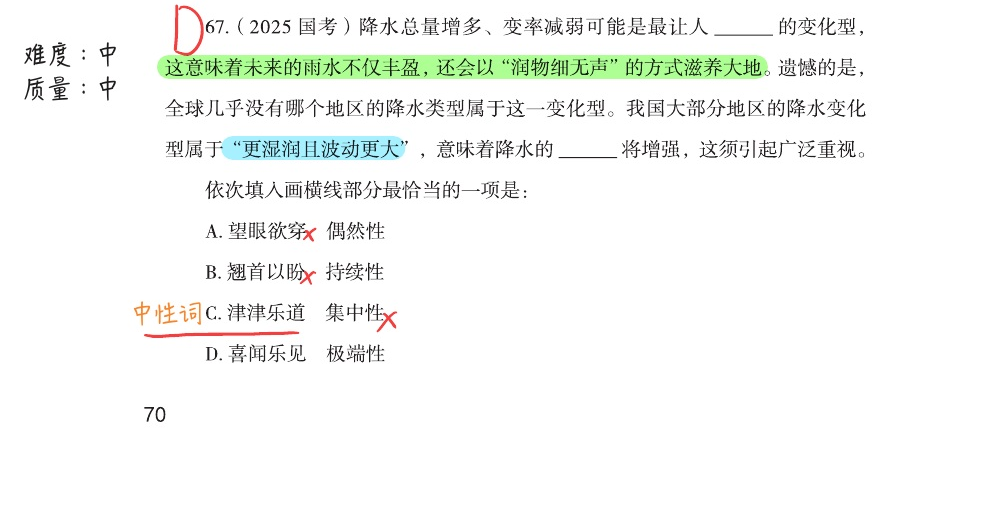 难度：中
质量：中
D 67.（2025 国考）降水总量增多、变率减弱可能是最让人 ______ 的变化型，
这意味着未来的雨水不仅丰盈，还会以“润物细无声”的方式滋养大地。遗憾的是，
全球几乎没有哪个地区的降水类型属于这一变化型。我国大部分地区的降水变化
型属于“更湿润且波动更大”，意味着降水的 ______ 将增强，这须引起广泛重视。
依次填入画横线部分最恰当的一项是：
A. 望眼欲穿 偶然性
B. 翘首以盼 持续性
中性词 C. 津津乐道 集中性
D. 喜闻乐见 极端性
70